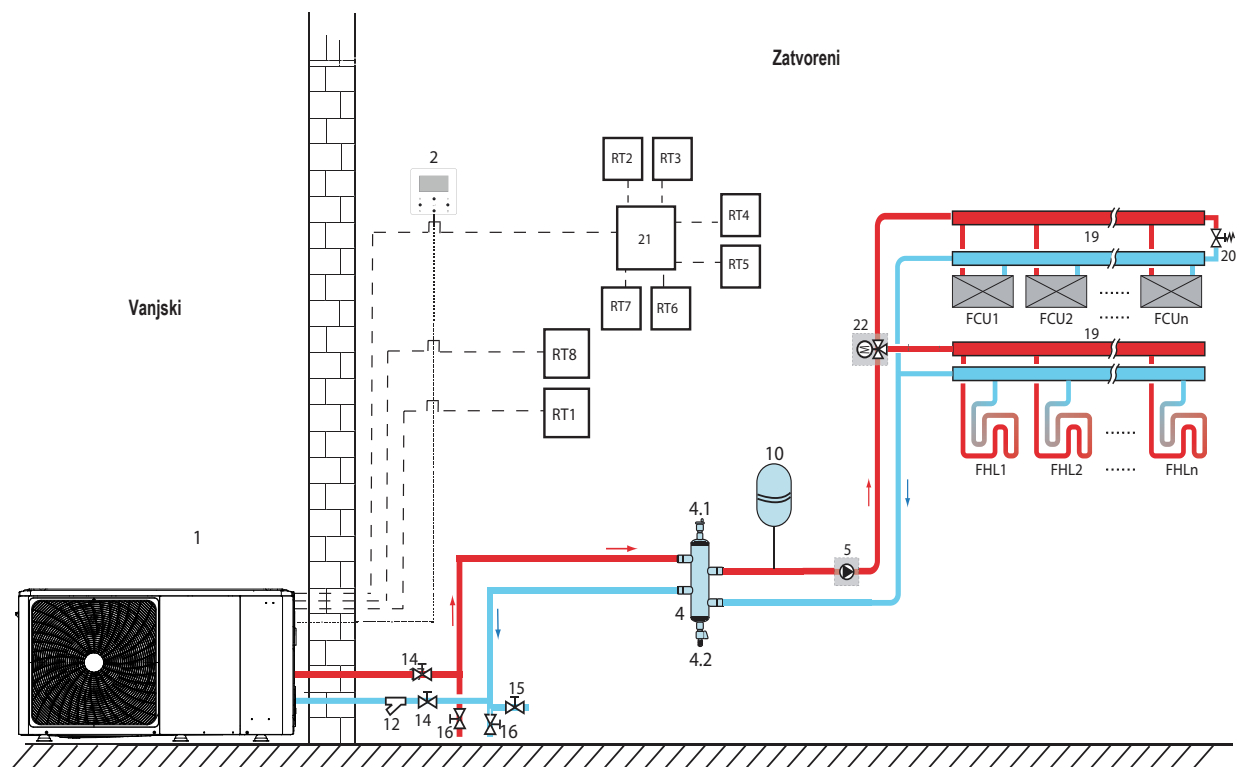 Zatvoreni
Vanjski
2
RT2
RT3
RT4
21
RT5
RT7
RT6
RT8
RT1
19
20
FCU1
FCU2
......
......
FCUn
22
M
19
FHL1
FHL2
......
......
FHLn
10
4.1
5
4
4.2
1
14
15
12
14
16
16